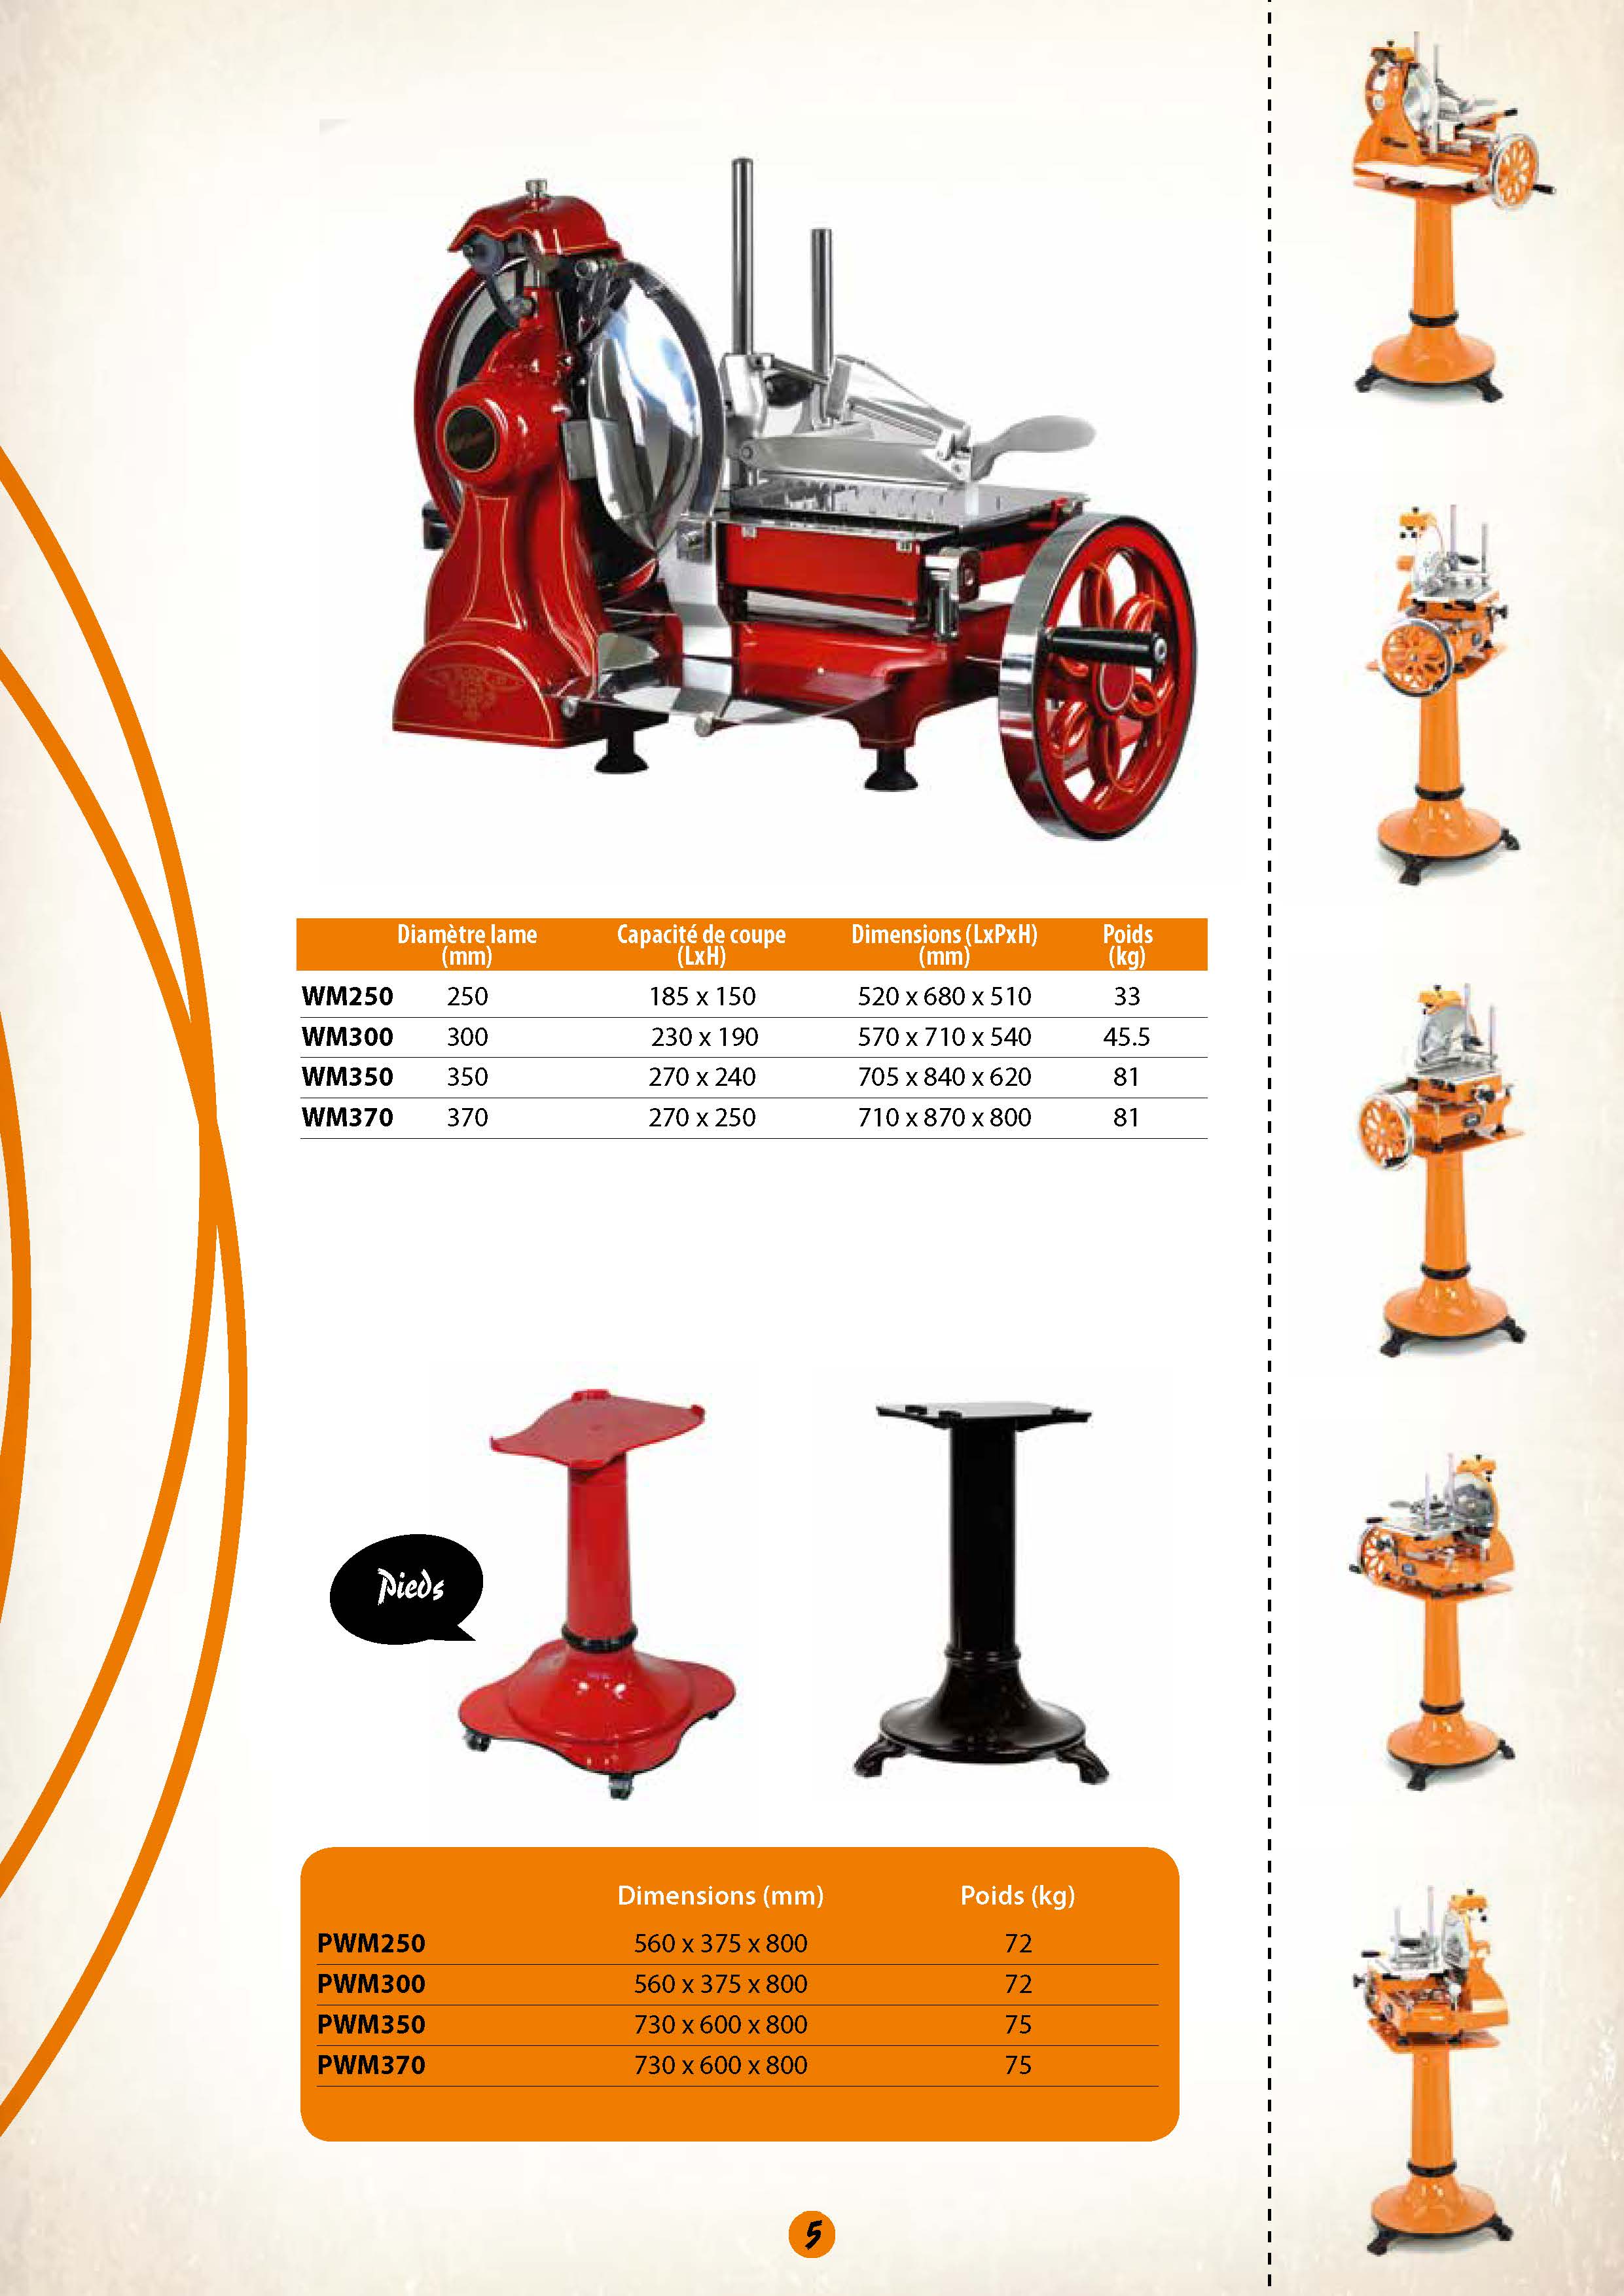 Diamètre lame (mm) Capacité de coupe (LxH) Dimensions (LxPxH) (mm) Poids (kg)
WM250 250 185 x 150 520 x 680 x 510 33
WM300 300 230 x 190 570 x 710 x 540 45.5
WM350 350 270 x 240 705 x 840 x 620 81
WM370 370 270 x 250 710 x 870 x 800 81
Pieds
Dimensions (mm) Poids (kg)
PWM250 560 x 375 x 800 72
PWM300 560 x 375 x 800 72
PWM350 730 x 600 x 800 75
PWM370 730 x 600 x 800 75
5